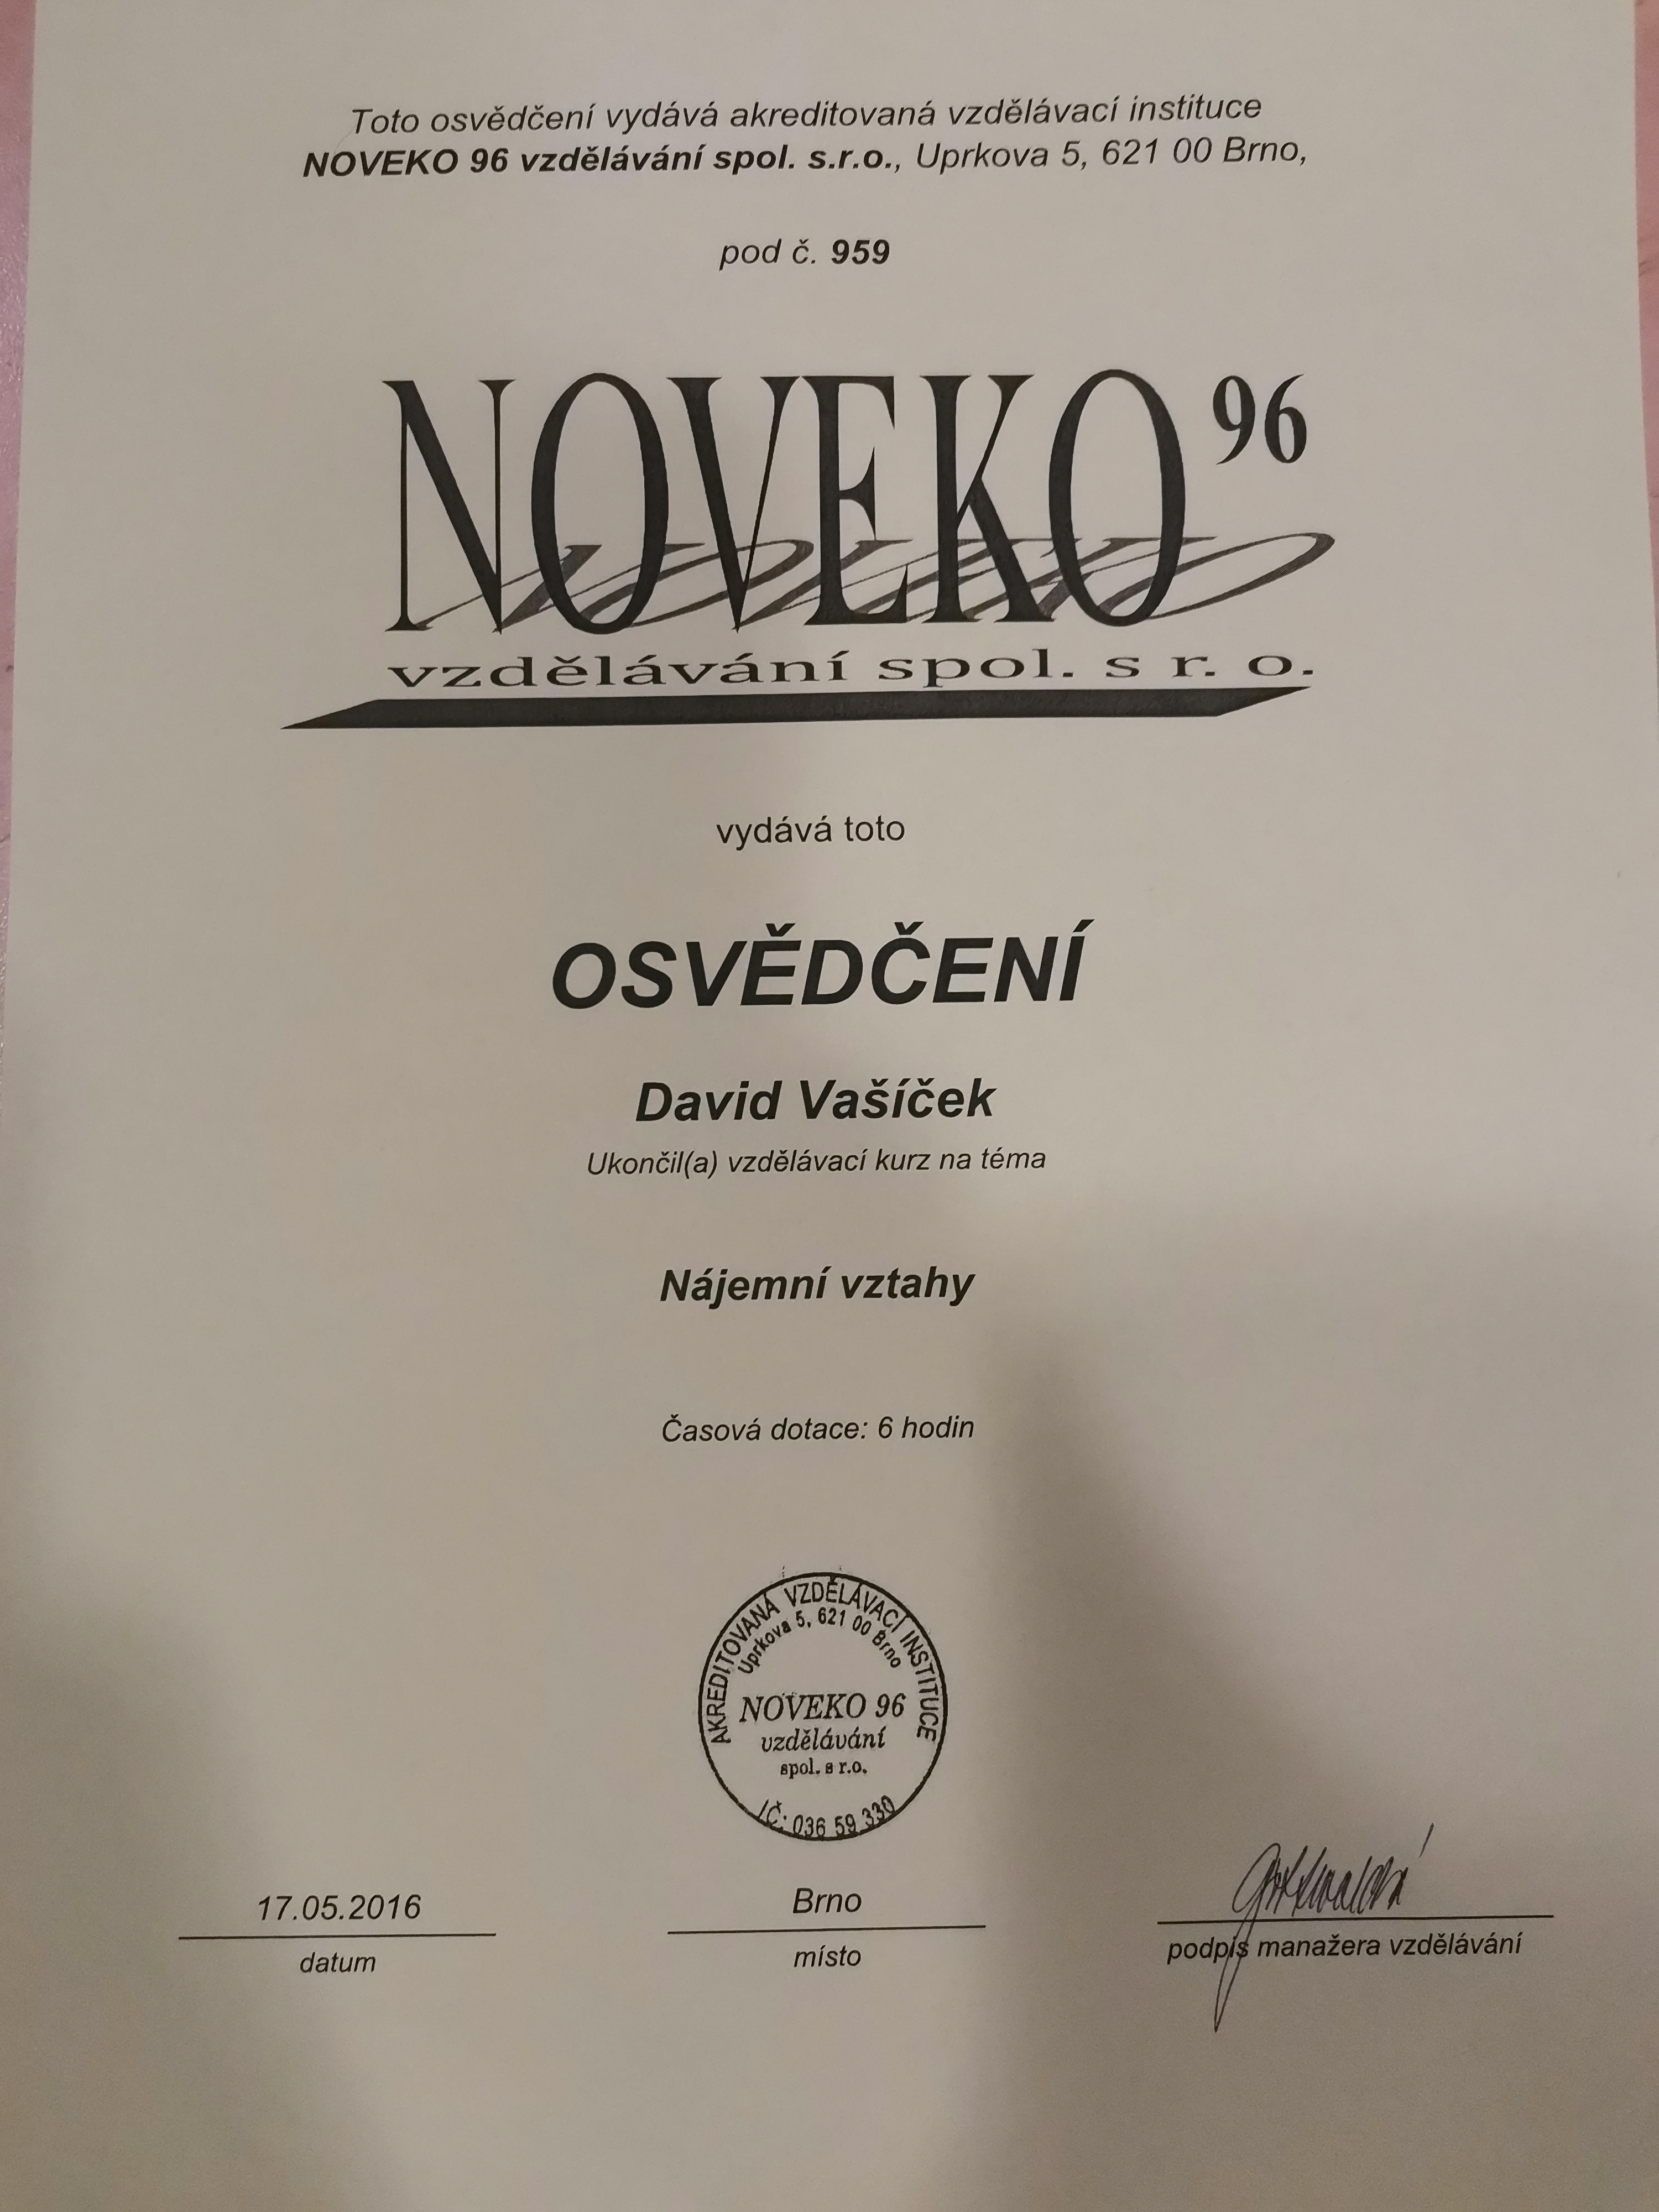 Toto osvědčení vydává akreditovaná vzdělávací instituce
NOVEKO 96 vzdělávání spol. s.r.o., Uprkova 5, 621 00 Brno,
pod č. 959
NOVEKO 96
vzdělávání spol. s r. o.
vydává toto
OSVĚDČENÍ
David Vašíček
Ukončil(a) vzdělávací kurz na téma
Nájemní vztahy
Časová dotace: 6 hodin
AKREDITOVANÁ VZDĚLÁVACÍ INSTITUCE
Uprkova 5, 621 00 Brno
NOVEKO 96
vzdělávání
spol. s r.o.
IČ: 036 59 330
17.05.2016
datum
Brno
místo
podpis manažera vzdělávání